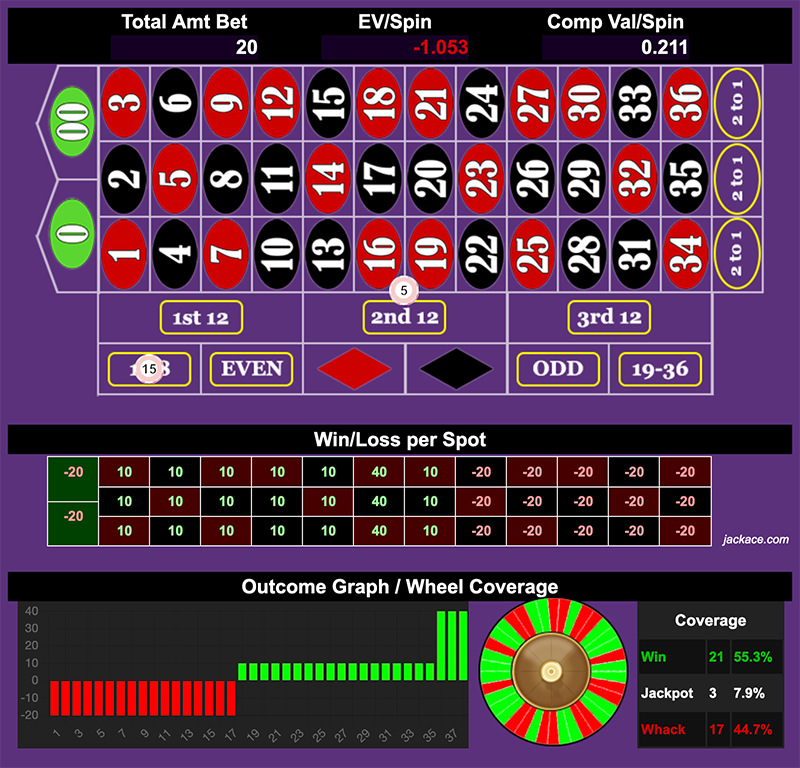 Total Amt Bet EV/Spin Comp Val/Spin
20 -1.053 0.211
00 3 6 9 12 15 18 21 24 27 30 33 36 2 to 1
2 5 8 11 14 17 20 23 26 29 32 35 2 to 1
0 1 4 7 10 13 16 19 22 25 28 31 34 2 to 1
5
1st 12 2nd 12 3rd 12
15 EVEN ODD 19-36
Win/Loss per Spot
-20 10 10 10 10 10 40 10 -20 -20 -20 -20 -20
10 10 10 10 10 40 10 -20 -20 -20 -20 -20
-20 10 10 10 10 10 40 10 -20 -20 -20 -20 -20
jackace.com
Outcome Graph / Wheel Coverage
40
30
20
10
0
-10
-20
1 3 5 7 9 11 13 15 17 19 21 23 25 27 29 31 33 35 37
Coverage
Win 21 55.3%
Jackpot 3 7.9%
Whack 17 44.7%